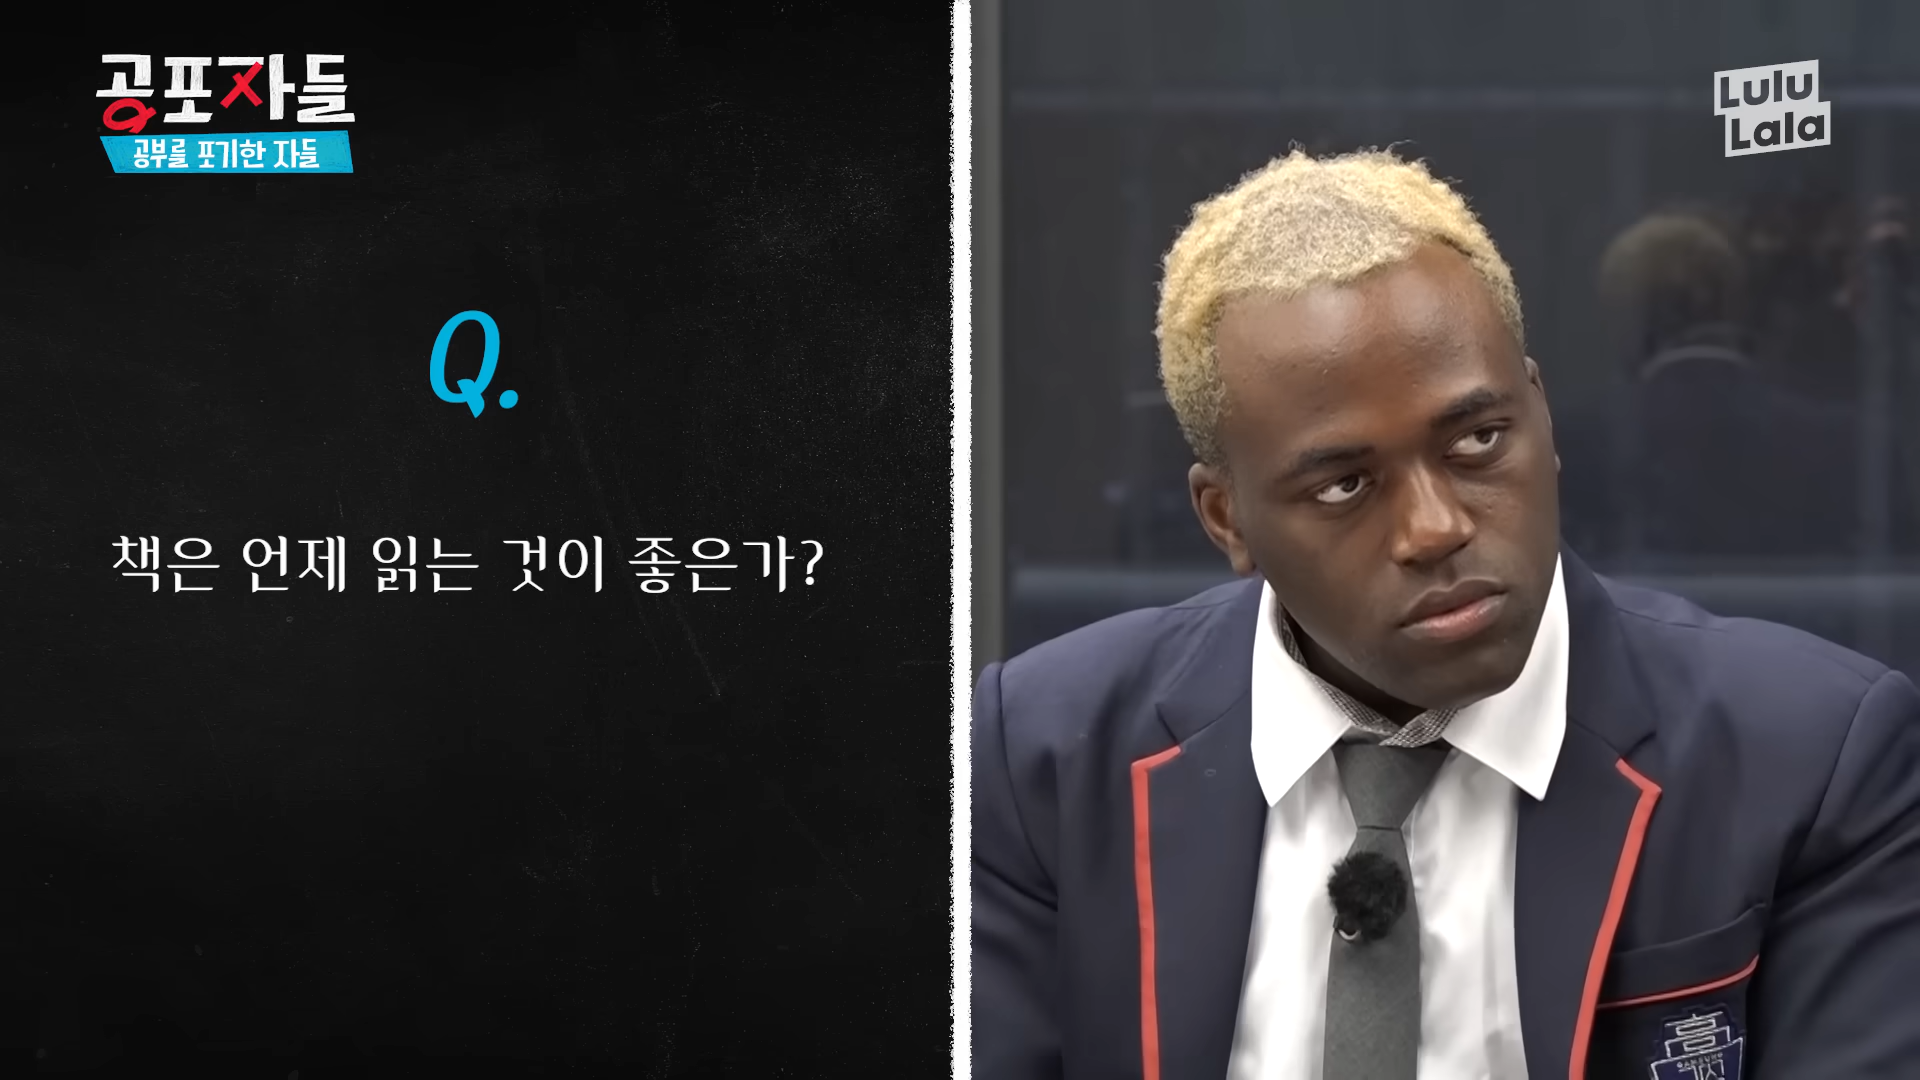 공포자들
공부를 포기한 자들
Lulu
Lala
Q.
책은 언제 읽는 것이 좋은가?